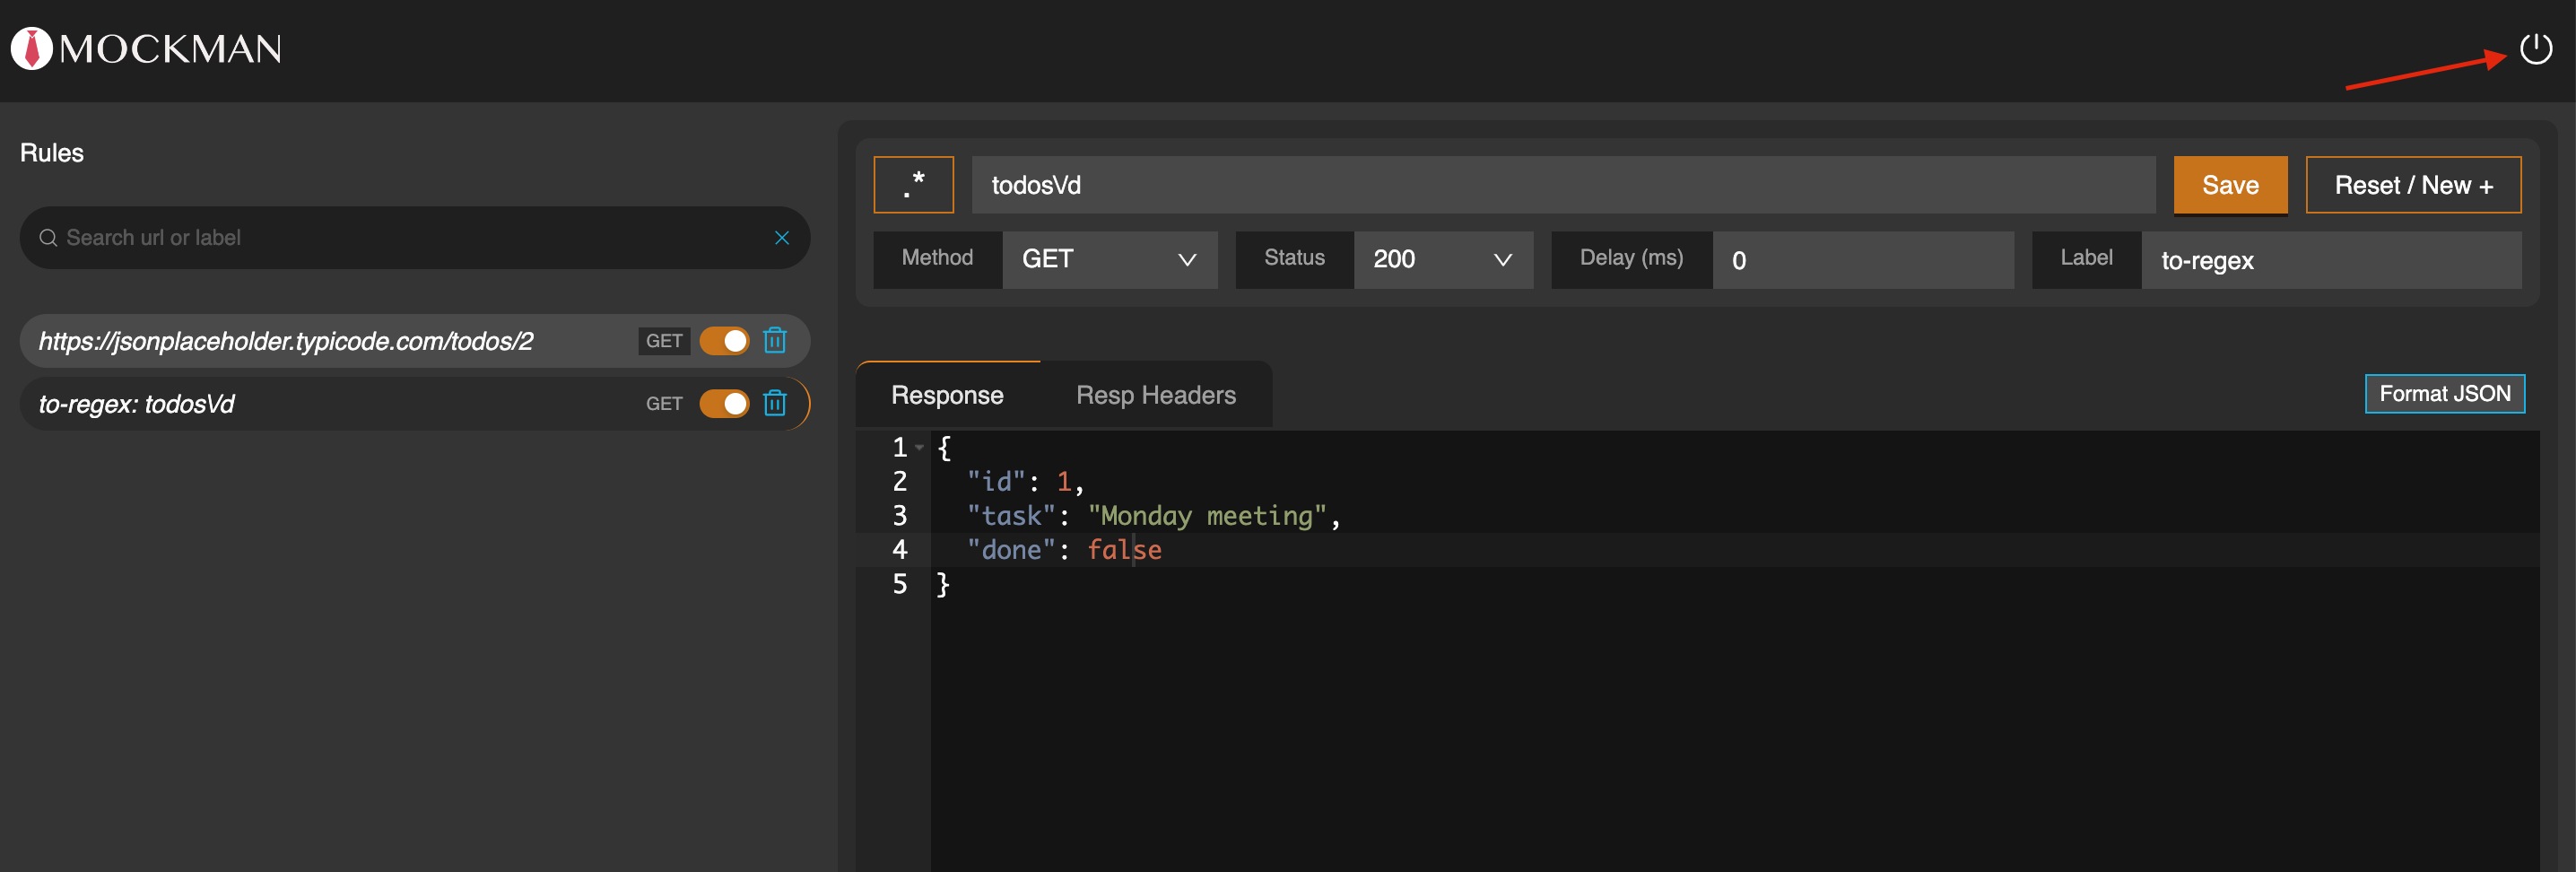 MOCKMAN
Rules
Search url or label
https://jsonplaceholder.typicode.com/todos/2 GET
to-regex: todos\/d GET
.* todos\/d Save Reset / New +
Method GET Status 200 Delay (ms) 0 Label to-regex
Response Resp Headers Format JSON
1 {
2 "id": 1,
3 "task": "Monday meeting",
4 "done": false
5 }